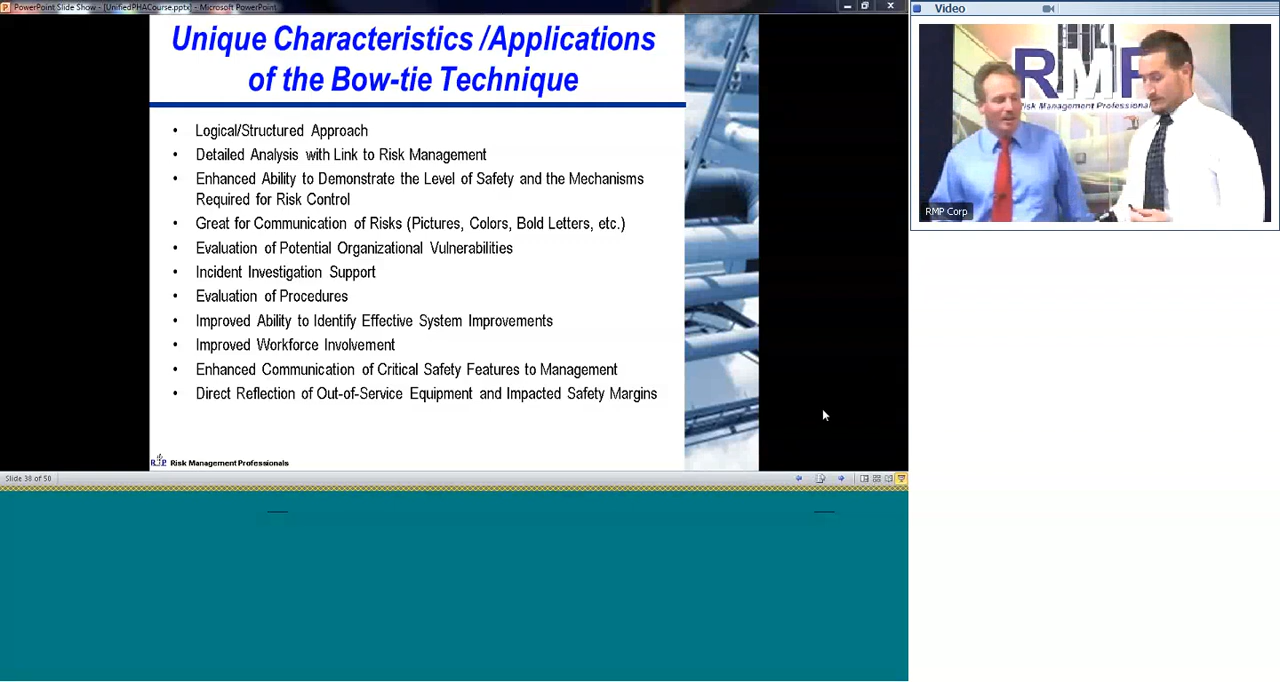 PowerPoint Slide Show - [UnifiedPHACourse.pptx] - Microsoft PowerPoint
Video
Unique Characteristics /Applications
of the Bow-tie Technique
• Logical/Structured Approach
• Detailed Analysis with Link to Risk Management
• Enhanced Ability to Demonstrate the Level of Safety and the Mechanisms
Required for Risk Control
• Great for Communication of Risks (Pictures, Colors, Bold Letters, etc.)
• Evaluation of Potential Organizational Vulnerabilities
• Incident Investigation Support
• Evaluation of Procedures
• Improved Ability to Identify Effective System Improvements
• Improved Workforce Involvement
• Enhanced Communication of Critical Safety Features to Management
• Direct Reflection of Out-of-Service Equipment and Impacted Safety Margins
RMP Risk Management Professionals
Slide 38 of 50
RMP
Risk Management Professionals
RMP Corp